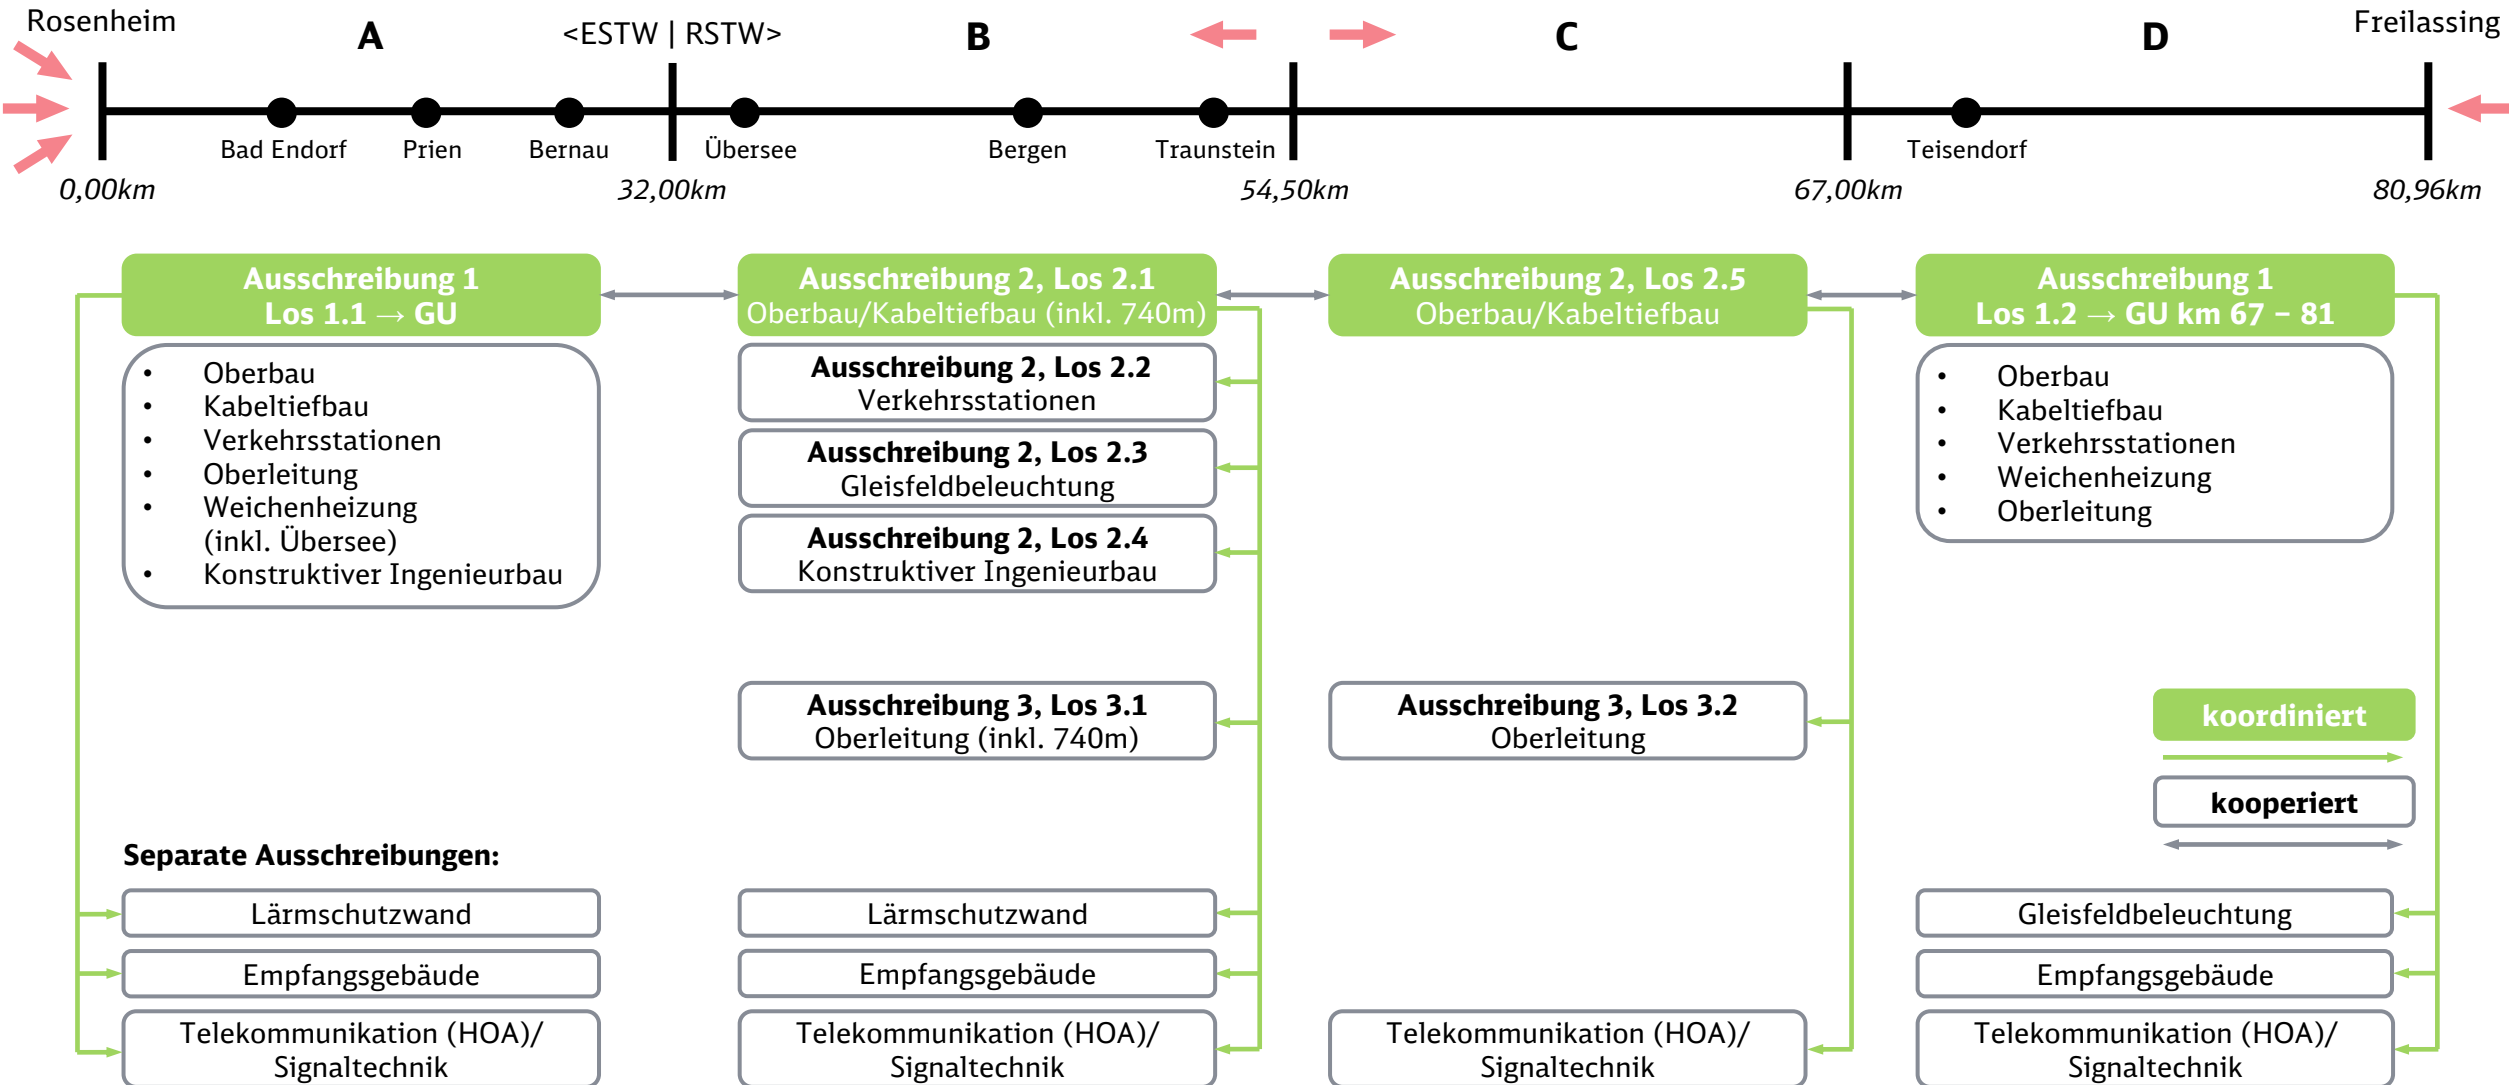 Rosenheim
A
<ESTW | RSTW>
B
C
D
Freilassing
Bad Endorf
Prien
Bernau
Übersee
Bergen
Traunstein
Teisendorf
0,00km
32,00km
54,50km
67,00km
80,96km
Ausschreibung 1
Los 1.1 → GU
• Oberbau
• Kabeltiefbau
• Verkehrsstationen
• Oberleitung
• Weichenheizung
(inkl. Übersee)
• Konstruktiver Ingenieurbau
Ausschreibung 2, Los 2.1
Oberbau/Kabeltiefbau (inkl. 740m)
Ausschreibung 2, Los 2.2
Verkehrsstationen
Ausschreibung 2, Los 2.3
Gleisfeldbeleuchtung
Ausschreibung 2, Los 2.4
Konstruktiver Ingenieurbau
Ausschreibung 3, Los 3.1
Oberleitung (inkl. 740m)
Ausschreibung 2, Los 2.5
Oberbau/Kabeltiefbau
Ausschreibung 3, Los 3.2
Oberleitung
Ausschreibung 1
Los 1.2 → GU km 67 – 81
• Oberbau
• Kabeltiefbau
• Verkehrsstationen
• Weichenheizung
• Oberleitung
koordiniert
kooperiert
Separate Ausschreibungen:
Lärmschutzwand
Empfangsgebäude
Telekommunikation (HOA)/
Signaltechnik
Lärmschutzwand
Empfangsgebäude
Telekommunikation (HOA)/
Signaltechnik
Telekommunikation (HOA)/
Signaltechnik
Gleisfeldbeleuchtung
Empfangsgebäude
Telekommunikation (HOA)/
Signaltechnik